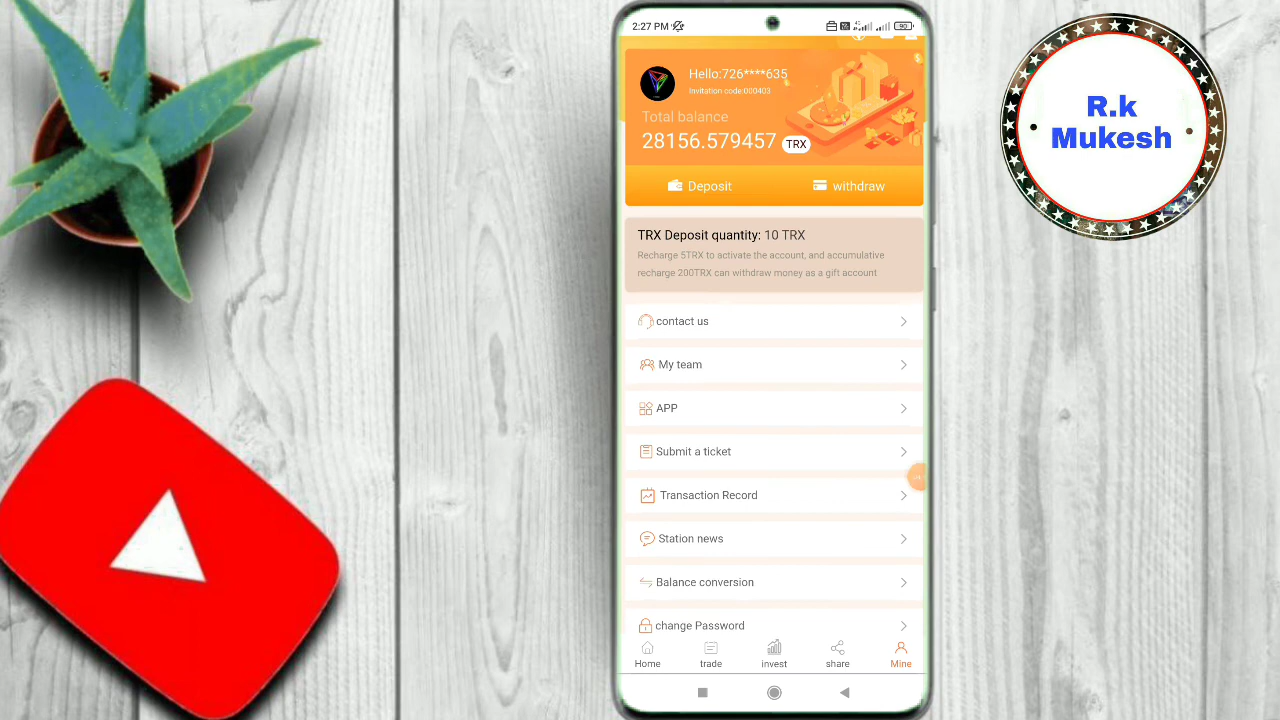 2:27 PM
90
Hello:726****635
Invitation code:000403
Total balance
28156.579457 TRX
Deposit
withdraw
TRX Deposit quantity: 10 TRX
Recharge 5TRX to activate the account, and accumulative
recharge 200TRX can withdraw money as a gift account
contact us
My team
APP
Submit a ticket
Transaction Record
Station news
Balance conversion
change Password
Home
trade
invest
share
Mine
R.k
Mukesh